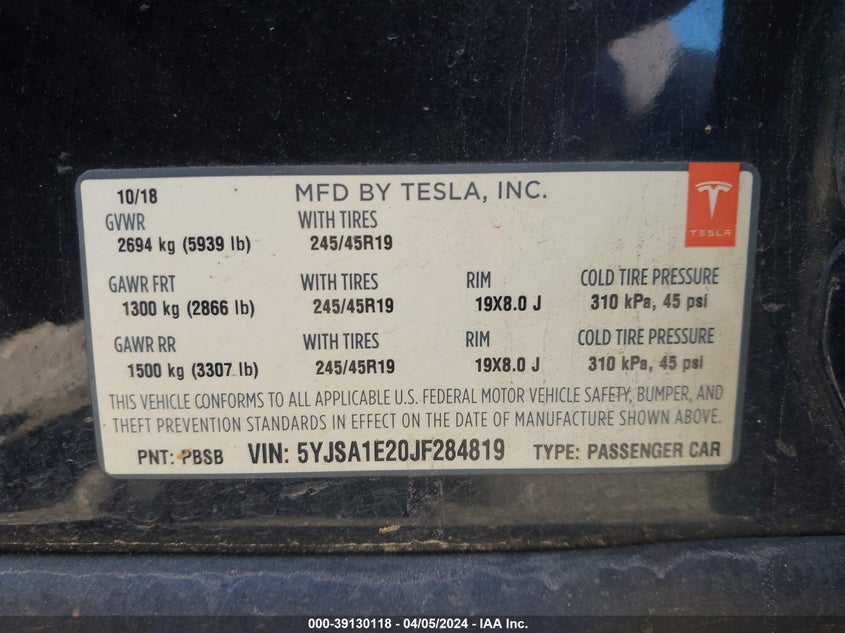 10/18 MFD BY TESLA, INC.
TESLA
GVWR WITH TIRES
2694 kg (5939 lb) 245/45R19
GAWR FRT WITH TIRES RIM COLD TIRE PRESSURE
1300 kg (2866 lb) 245/45R19 19X8.0 J 310 kPa, 45 psi
GAWR RR WITH TIRES RIM COLD TIRE PRESSURE
1500 kg (3307 lb) 245/45R19 19X8.0 J 310 kPa, 45 psi
THIS VEHICLE CONFORMS TO ALL APPLICABLE U.S. FEDERAL MOTOR VEHICLE SAFETY, BUMPER, AND
THEFT PREVENTION STANDARDS IN EFFECT ON THE DATE OF MANUFACTURE SHOWN ABOVE.
PNT: PBSB VIN: 5YJSA1E20JF284819 TYPE: PASSENGER CAR
000-39130118 - 04/05/2024 - IAA Inc.